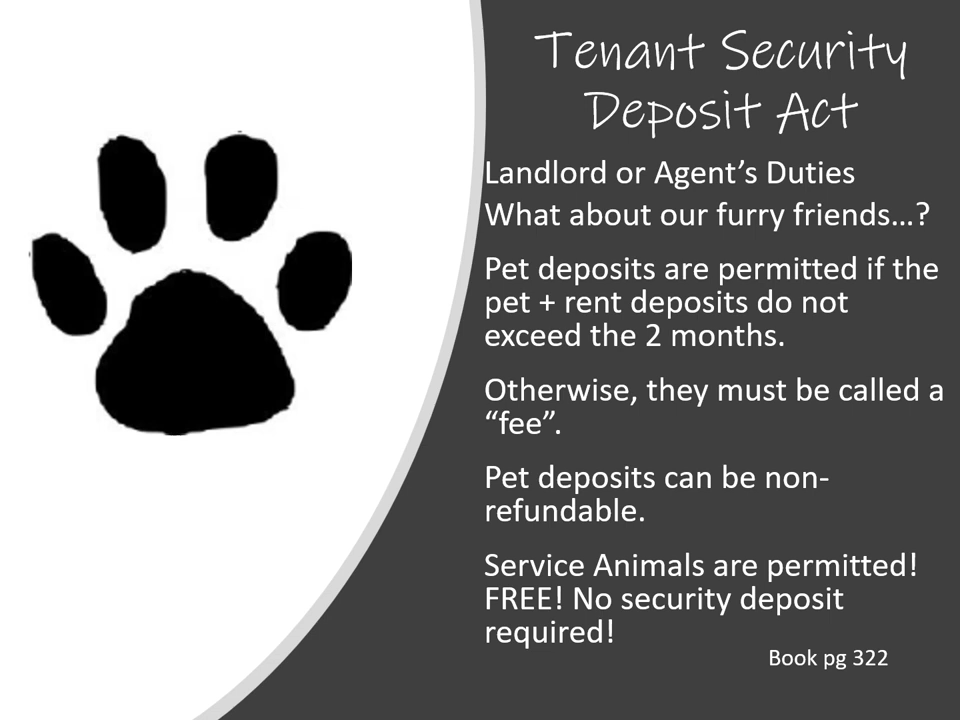 Tenant Security
Deposit Act
Landlord or Agent’s Duties
What about our furry friends…?
Pet deposits are permitted if the
pet + rent deposits do not
exceed the 2 months.
Otherwise, they must be called a
“fee”.
Pet deposits can be non-
refundable.
Service Animals are permitted!
FREE! No security deposit
required!
Book pg 322